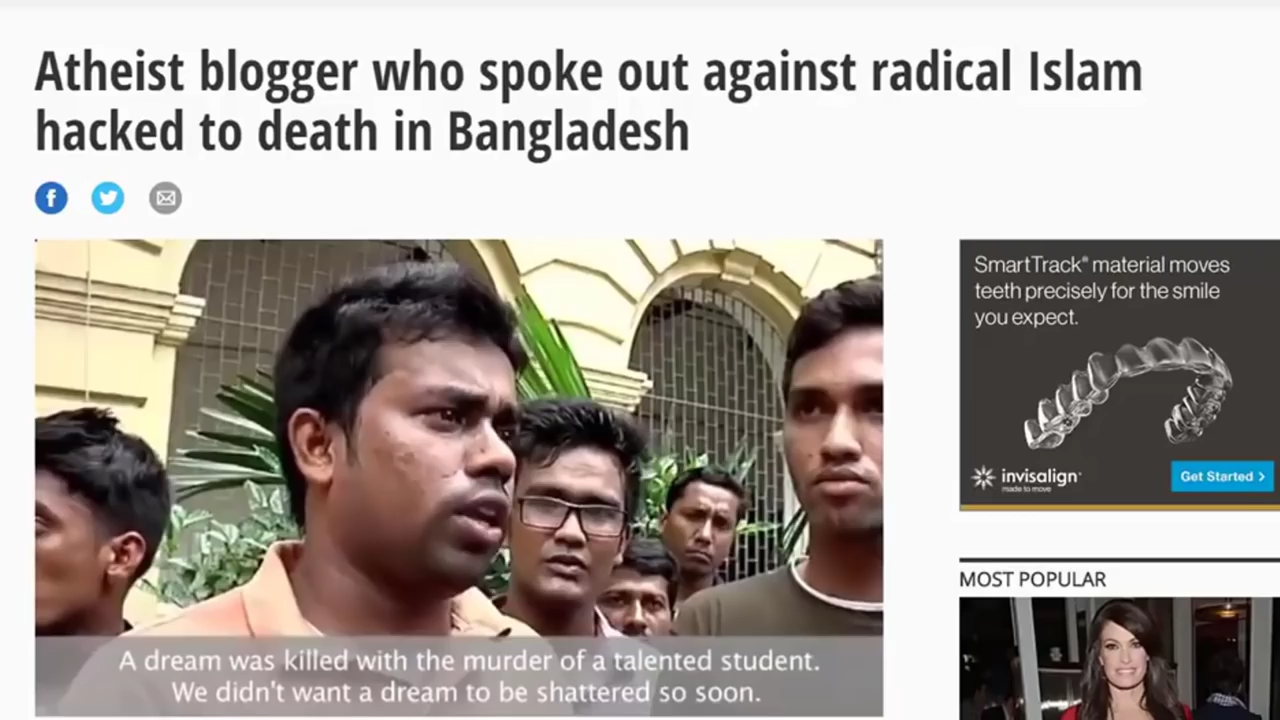 Atheist blogger who spoke out against radical Islam
hacked to death in Bangladesh
A dream was killed with the murder of a talented student.
We didn't want a dream to be shattered so soon.
SmartTrack® material moves
teeth precisely for the smile
you expect.
invisalign
made to move
Get Started >
MOST POPULAR